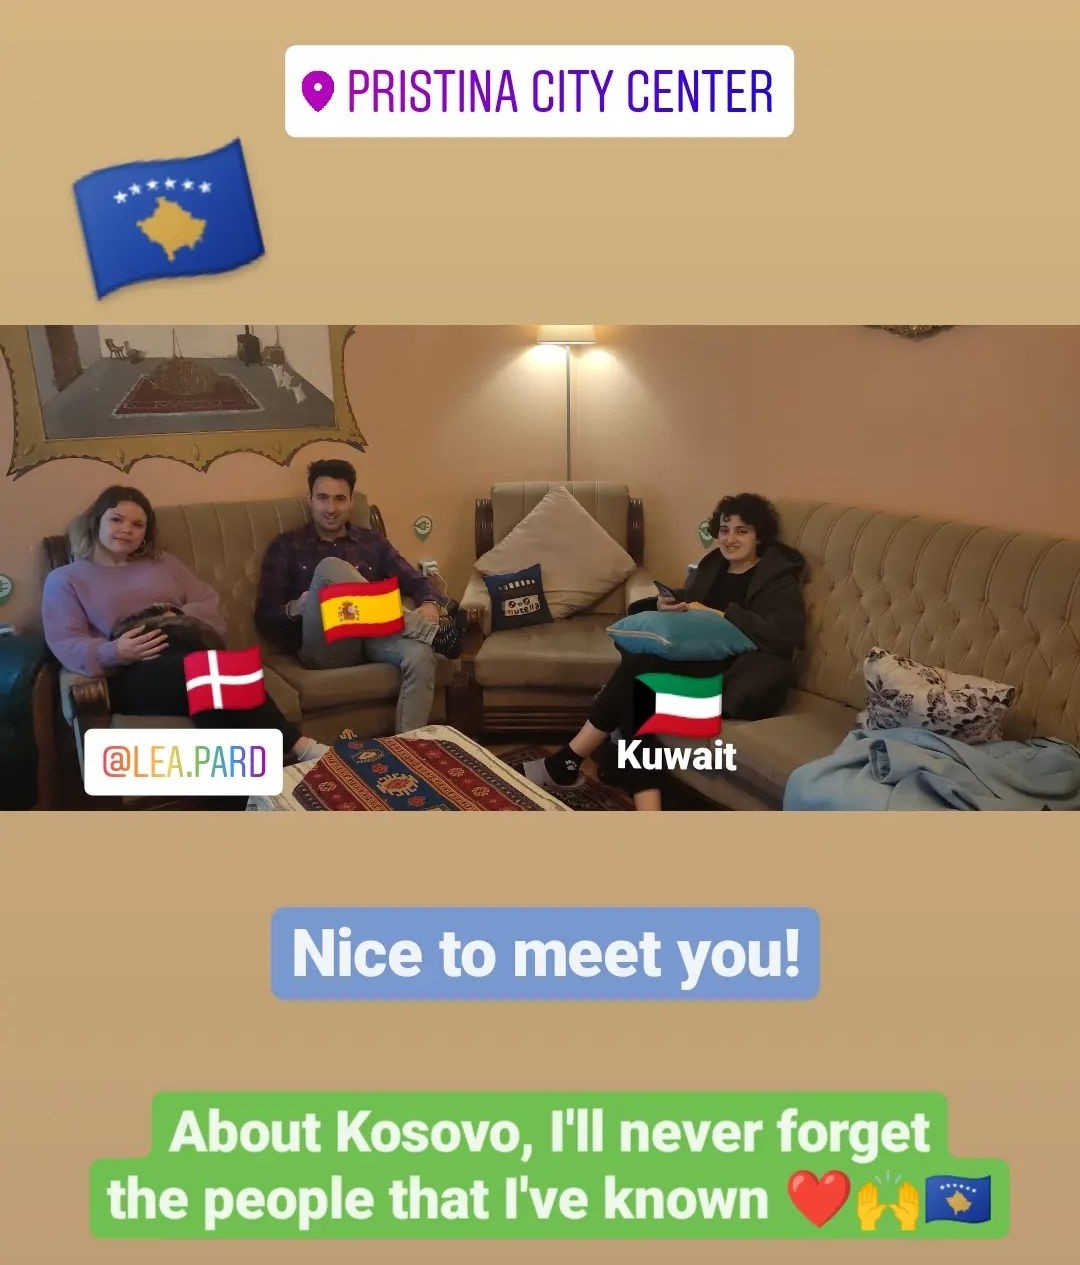 PRISTINA CITY CENTER
nutella
@LEA.PARD
Kuwait
Nice to meet you!
About Kosovo, I'll never forget
the people that I've known ❤️🙌🇽🇰